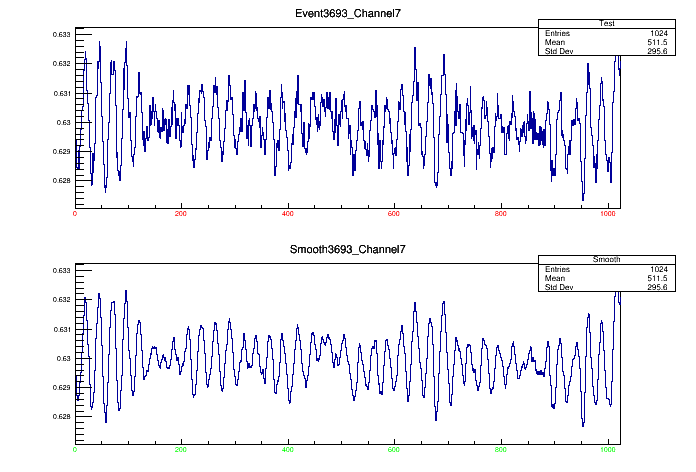 Event3693_Channel7
Test
Entries 1024
Mean 511.5
Std Dev 295.6
0.633
0.632
0.631
0.63
0.629
0.628
0 200 400 600 800 1000
Smooth3693_Channel7
Smooth
Entries 1024
Mean 511.5
Std Dev 295.6
0.633
0.632
0.631
0.63
0.629
0.628
0 200 400 600 800 1000